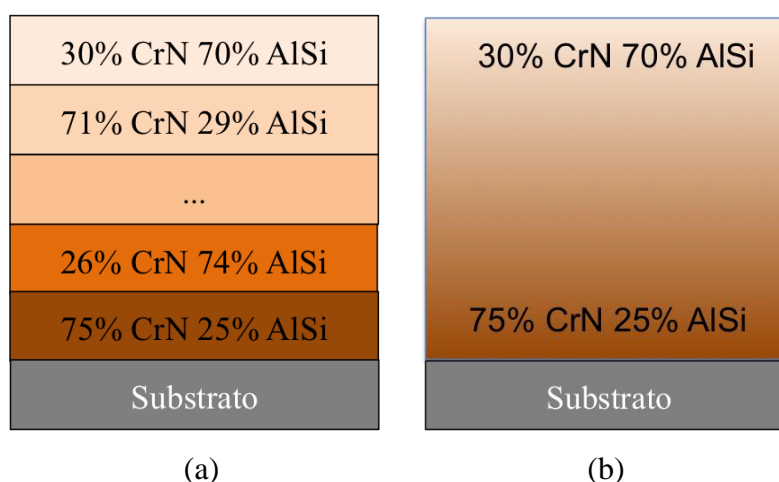 30% CrN 70% AlSi
71% CrN 29% AlSi
...
26% CrN 74% AlSi
75% CrN 25% AlSi
Substrato
(a)
30% CrN 70% AlSi
75% CrN 25% AlSi
Substrato
(b)